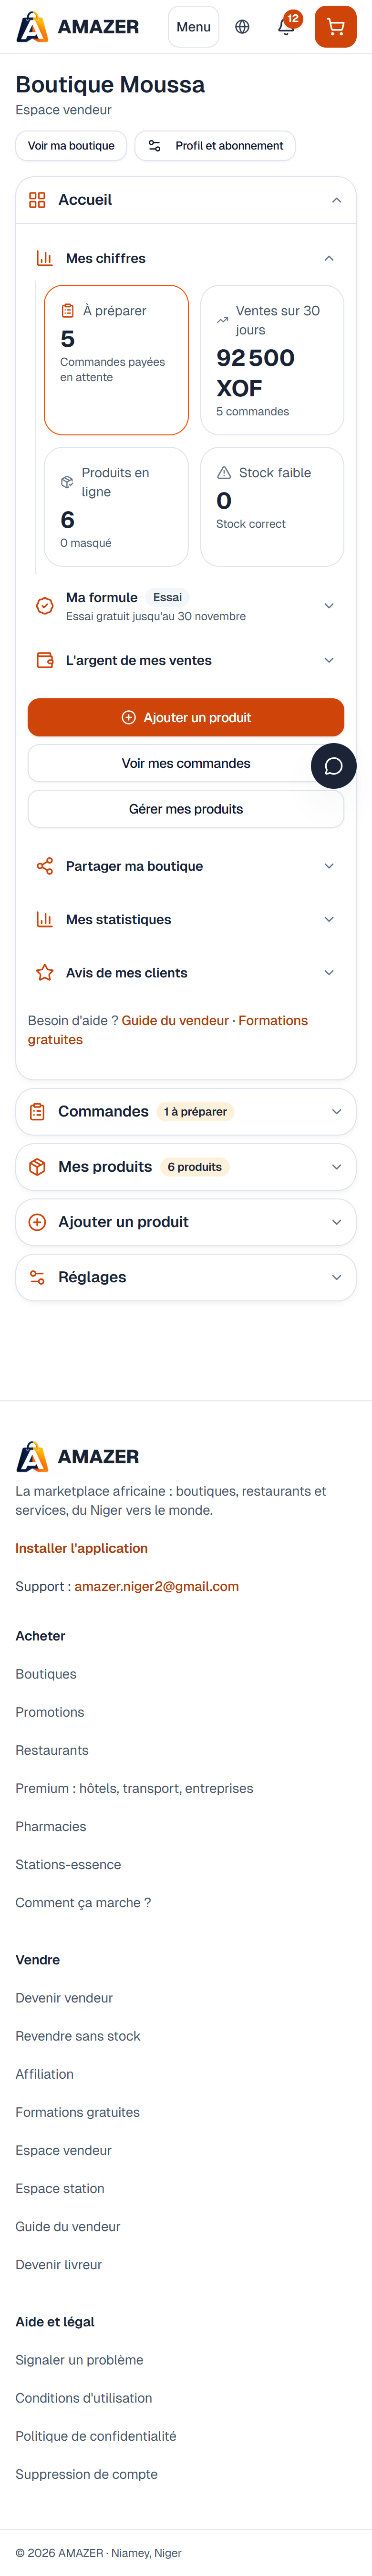 AMAZER
Menu
12
Boutique Moussa
Espace vendeur
Voir ma boutique
Profil et abonnement
Accueil
Mes chiffres
À préparer
5
Commandes payées
en attente
Ventes sur 30
jours
92 500
XOF
5 commandes
Produits en
ligne
6
0 masqué
Stock faible
0
Stock correct
Ma formule Essai
Essai gratuit jusqu'au 30 novembre
L'argent de mes ventes
Ajouter un produit
Voir mes commandes
Gérer mes produits
Partager ma boutique
Mes statistiques
Avis de mes clients
Besoin d'aide ? Guide du vendeur · Formations
gratuites
Commandes 1 à préparer
Mes produits 6 produits
Ajouter un produit
Réglages
AMAZER
La marketplace africaine : boutiques, restaurants et
services, du Niger vers le monde.
Installer l'application
Support : amazer.niger2@gmail.com
Acheter
Boutiques
Promotions
Restaurants
Premium : hôtels, transport, entreprises
Pharmacies
Stations-essence
Comment ça marche ?
Vendre
Devenir vendeur
Revendre sans stock
Affiliation
Formations gratuites
Espace vendeur
Espace station
Guide du vendeur
Devenir livreur
Aide et légal
Signaler un problème
Conditions d'utilisation
Politique de confidentialité
Suppression de compte
© 2026 AMAZER · Niamey, Niger